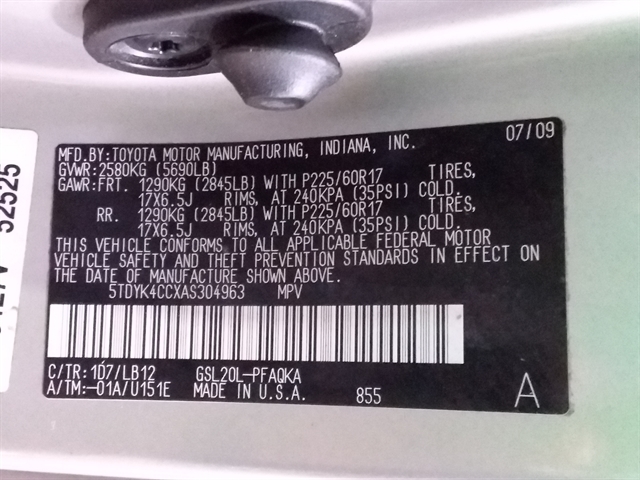 07/09
MFD.BY:TOYOTA MOTOR MANUFACTURING, INDIANA, INC.
GVWR:2580KG (5690LB)
GAWR:FRT. 1290KG (2845LB) WITH P225/60R17 TIRES,
17X6.5J RIMS, AT 240KPA (35PSI) COLD.
RR. 1290KG (2845LB) WITH P225/60R17 TIRES,
17X6.5J RIMS, AT 240KPA (35PSI) COLD.
THIS VEHICLE CONFORMS TO ALL APPLICABLE FEDERAL MOTOR
VEHICLE SAFETY AND THEFT PREVENTION STANDARDS IN EFFECT ON
THE DATE OF MANUFACTURE SHOWN ABOVE.
5TDYK4CCXAS304963 MPV
C/TR:1D7/LB12 GSL20L-PFAQKA
A/TM:-01A/U151E MADE IN U.S.A. 855 A
52525